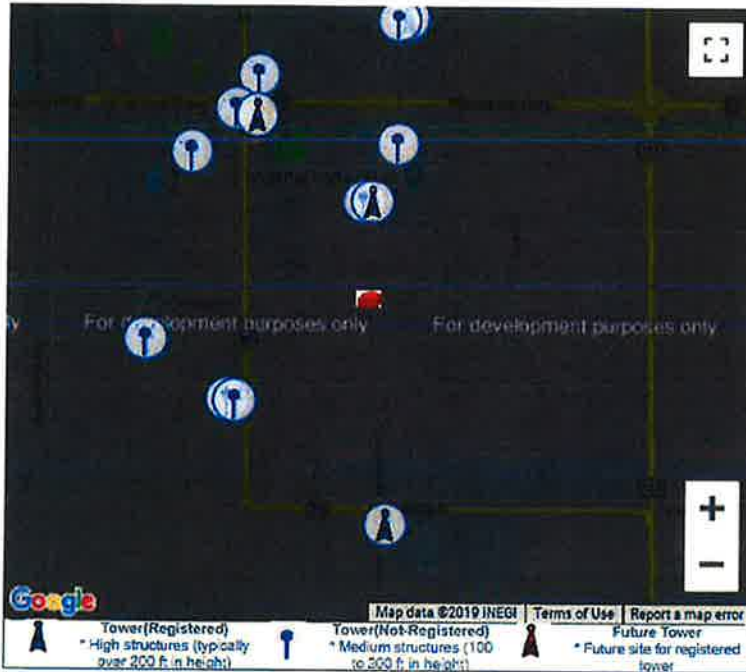 For development purposes only
For development purposes only
Google
Map data ©2019 INEGI
Terms of Use
Report a map error
Tower(Registered)
* High structures (typically
over 200 ft in height)
Tower(Not-Registered)
* Medium structures (100
to 200 ft in height)
Future Tower
* Future site for registered
tower